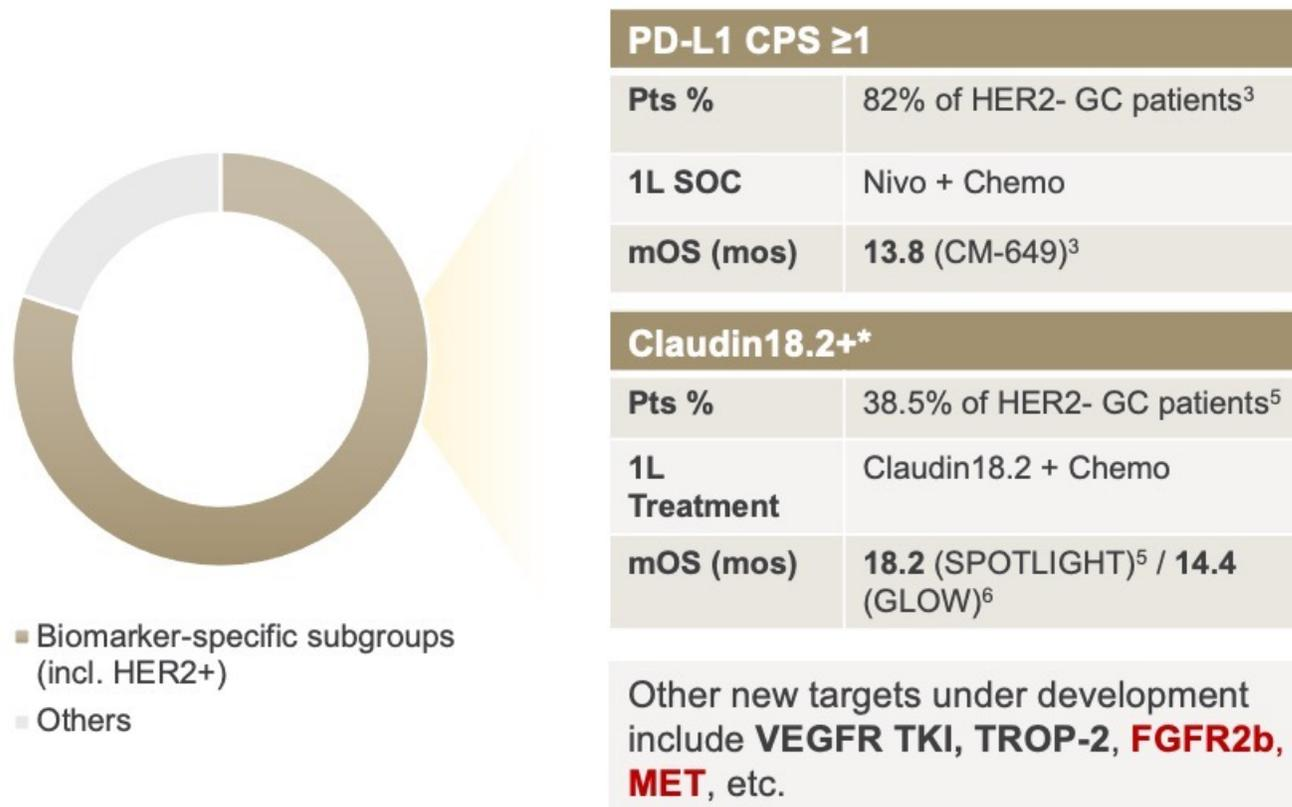 PD-L1 CPS ≥1
Pts % 82% of HER2- GC patients³
1L SOC Nivo + Chemo
mOS (mos) 13.8 (CM-649)³
Claudin18.2+*
Pts % 38.5% of HER2- GC patients⁵
1L Claudin18.2 + Chemo
Treatment
mOS (mos) 18.2 (SPOTLIGHT)⁵ / 14.4
(GLOW)⁶
Biomarker-specific subgroups
(incl. HER2+)
Others
Other new targets under development
include VEGFR TKI, TROP-2, FGFR2b,
MET, etc.